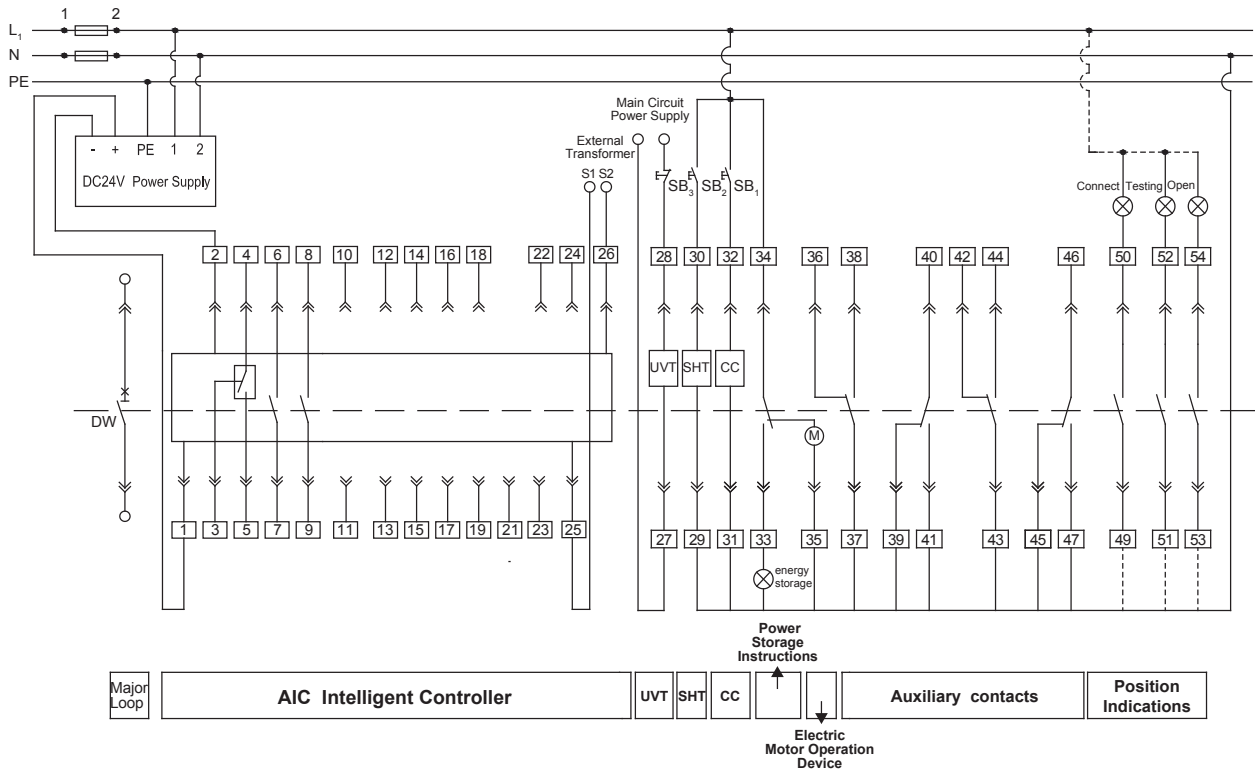 1 2
L1
N
PE
- + PE 1 2
DC24V Power Supply
Main Circuit
Power Supply
External
Transformer
S1 S2
SB3 SB2 SB1
Connect Testing Open
2 4 6 8 10 12 14 16 18 22 24 26 28 30 32 34 36 38 40 42 44 46 50 52 54
UVT SHT CC
DW
M
1 3 5 7 9 11 13 15 17 19 21 23 25 27 29 31 33 35 37 39 41 43 45 47 49 51 53
energy
storage
Power
Storage
Instructions
Major
Loop
AIC Intelligent Controller
UVT SHT CC
Auxiliary contacts
Position
Indications
Electric
Motor Operation
Device